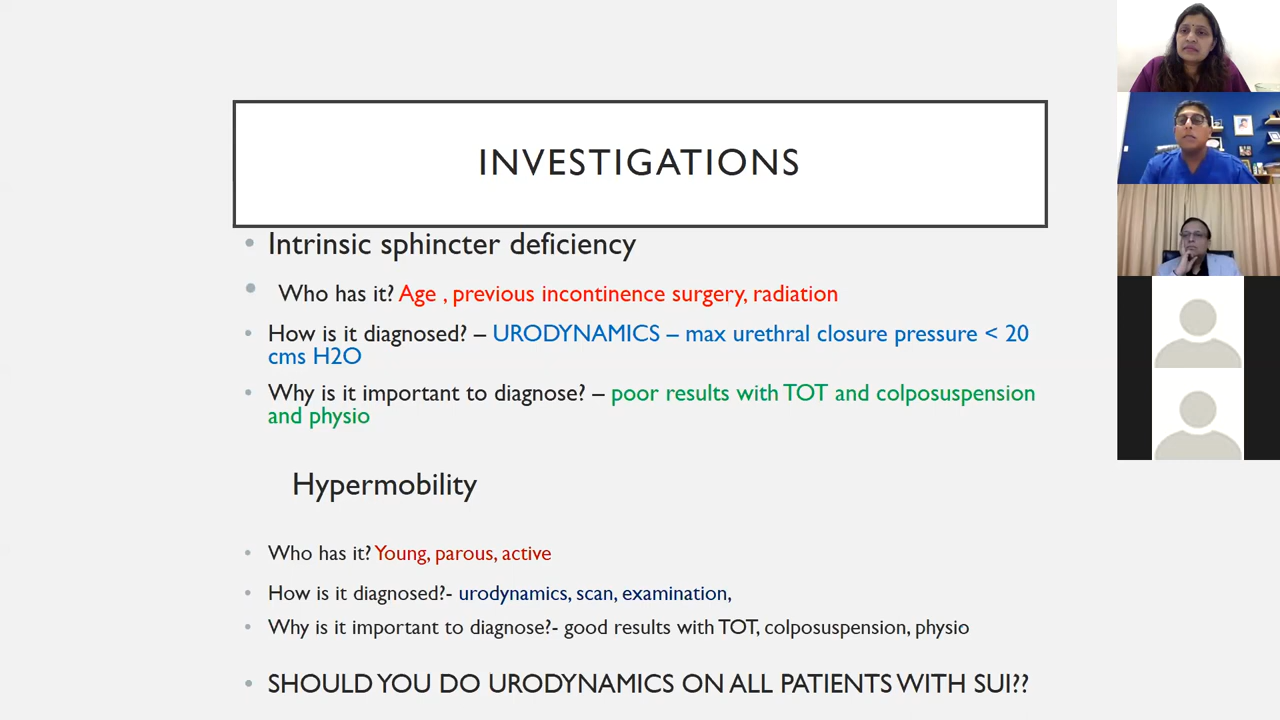 INVESTIGATIONS
• Intrinsic sphincter deficiency
• Who has it? Age , previous incontinence surgery, radiation
• How is it diagnosed? – URODYNAMICS – max urethral closure pressure < 20
cms H2O
• Why is it important to diagnose? – poor results with TOT and colposuspension
and physio
Hypermobility
• Who has it? Young, parous, active
• How is it diagnosed?- urodynamics, scan, examination,
• Why is it important to diagnose?- good results with TOT, colposuspension, physio
• SHOULD YOU DO URODYNAMICS ON ALL PATIENTS WITH SUI??